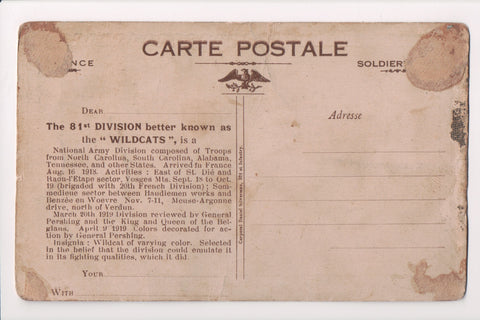 CARTE POSTALE
NCE
SOLDIER
DEAR
The 81st DIVISION better known as
the " WILDCATS ", is a
National Army Division composed of Troops
from North Carolina, South Carolina, Alabama,
Tennessee, and other States. Arrived in France
Aug. 16 1918. Activities : East of St. Dié and
Raon-l'Etape sector, Vosges Mts. Sept. 18 to Oct.
19 (brigaded with 20th French Division) ; Som-
medieue sector between Haudiemen works and
Benzée en Woevre Nov. 7-11, Meuse-Argonne
drive, north of Verdun.
March 20th 1919 Division reviewed by General
Pershing and the King and Queen of the Bel-
gians. April 9 1919 Colors decorated for ac-
tion by General Pershing.
Insignia : Wildcat of varying color. Selected
in the belief that the division could emulate it
in its fighting qualities, which it did.
YOUR
WITH
Corporal Infantry
Adresse